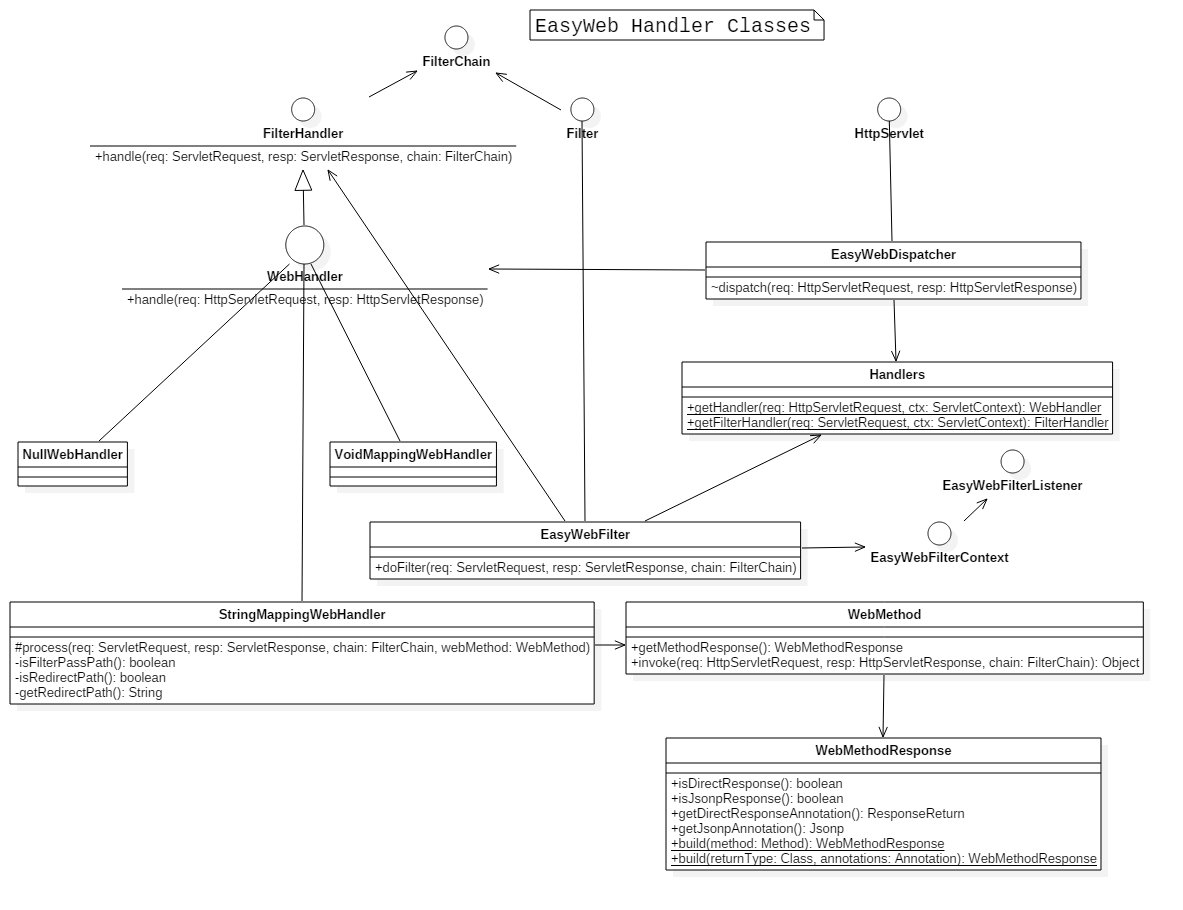 EasyWeb Handler Classes
FilterChain
FilterHandler
+handle(req: ServletRequest, resp: ServletResponse, chain: FilterChain)
Filter
HttpServlet
WebHandler
+handle(req: HttpServletRequest, resp: HttpServletResponse)
EasyWebDispatcher
~dispatch(req: HttpServletRequest, resp: HttpServletResponse)
Handlers
+getHandler(req: HttpServletRequest, ctx: ServletContext): WebHandler
+getFilterHandler(req: ServletRequest, ctx: ServletContext): FilterHandler
NullWebHandler
VoidMappingWebHandler
EasyWebFilterListener
EasyWebFilter
+doFilter(req: ServletRequest, resp: ServletResponse, chain: FilterChain)
EasyWebFilterContext
StringMappingWebHandler
#process(req: ServletRequest, resp: ServletResponse, chain: FilterChain, webMethod: WebMethod)
-isFilterPassPath(): boolean
-isRedirectPath(): boolean
-getRedirectPath(): String
WebMethod
+getMethodResponse(): WebMethodResponse
+invoke(req: HttpServletRequest, resp: HttpServletResponse, chain: FilterChain): Object
WebMethodResponse
+isDirectResponse(): boolean
+isJsonpResponse(): boolean
+getDirectResponseAnnotation(): ResponseReturn
+getJsonpAnnotation(): Jsonp
+build(method: Method): WebMethodResponse
+build(returnType: Class, annotations: Annotation): WebMethodResponse